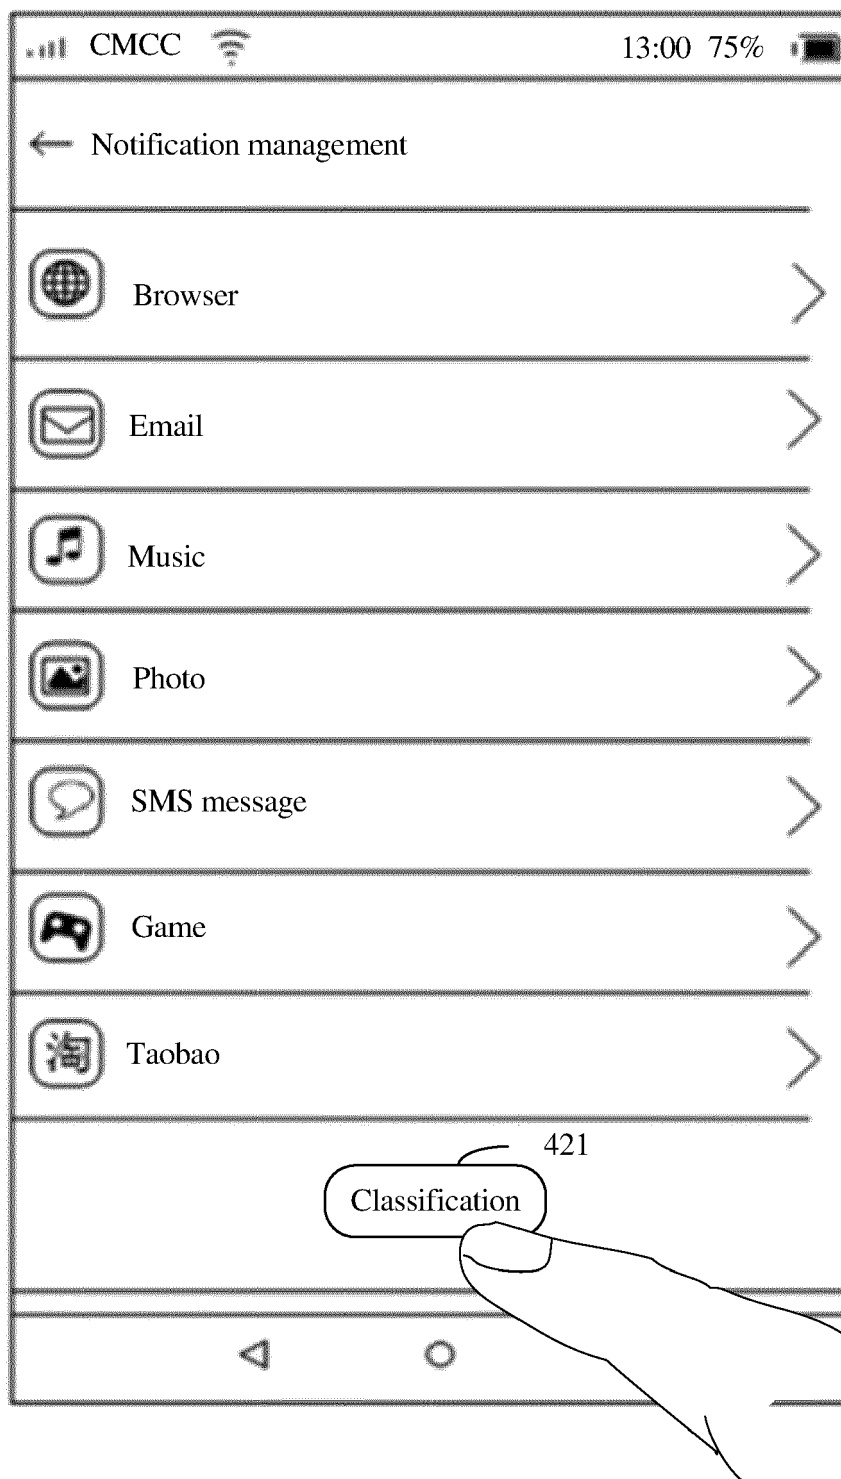 CMCC 13:00 75%
Notification management
Browser
Email
Music
Photo
SMS message
Game
淘 Taobao
421
Classification